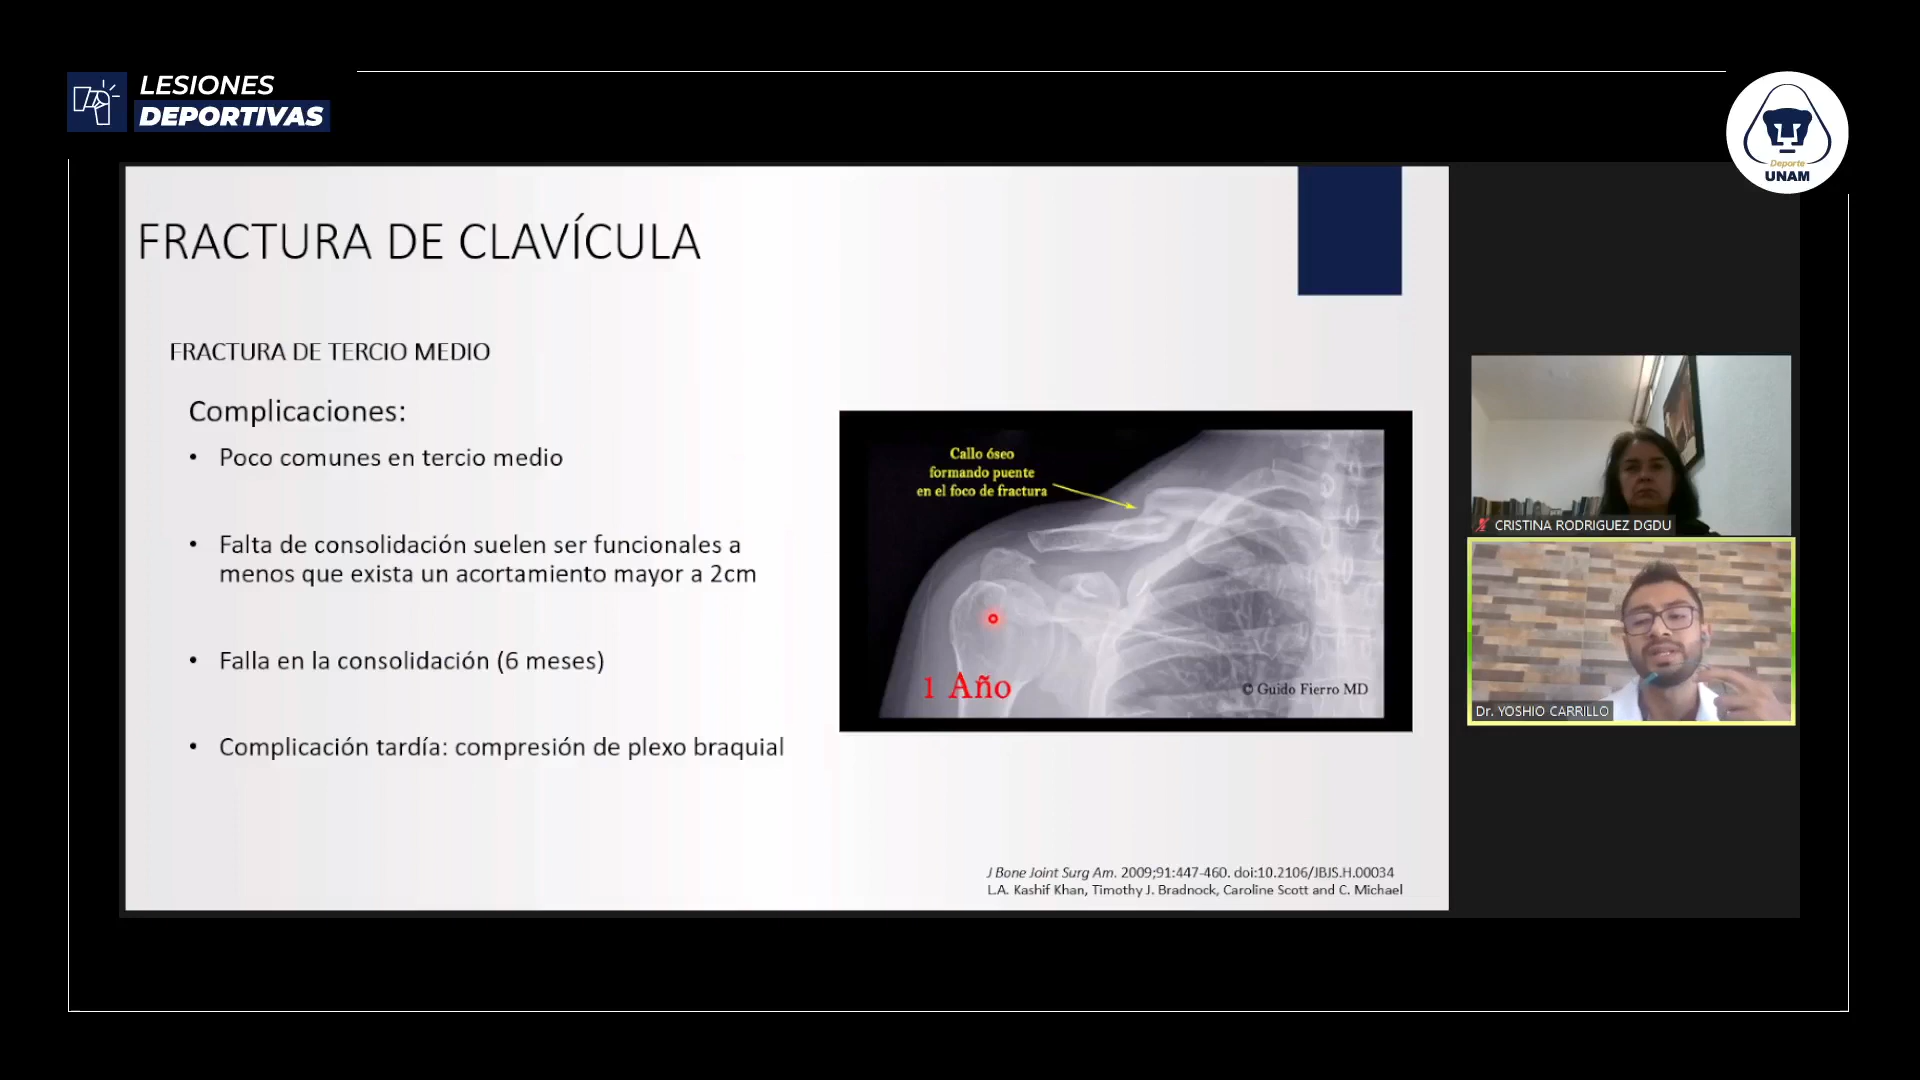 LESIONES
DEPORTIVAS
Deporte
UNAM
FRACTURA DE CLAVÍCULA
FRACTURA DE TERCIO MEDIO
Complicaciones:
• Poco comunes en tercio medio
• Falta de consolidación suelen ser funcionales a
menos que exista un acortamiento mayor a 2cm
• Falla en la consolidación (6 meses)
• Complicación tardía: compresión de plexo braquial
Callo óseo
formando puente
en el foco de fractura
1 Año
© Guido Fierro MD
J Bone Joint Surg Am. 2009;91:447-460. doi:10.2106/JBJS.H.00034
L.A. Kashif Khan, Timothy J. Bradnock, Caroline Scott and C. Michael
CRISTINA RODRIGUEZ DGDU
Dr. YOSHIO CARRILLO